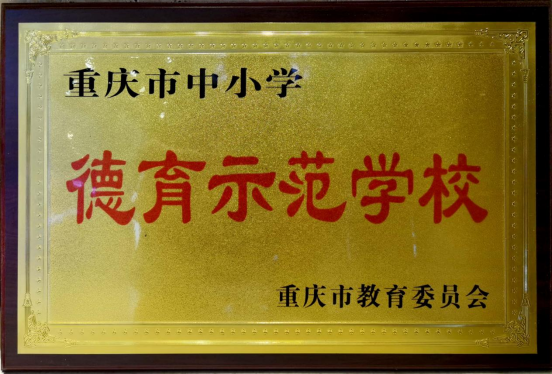 重庆市中小学
德育示范学校
重庆市教育委员会